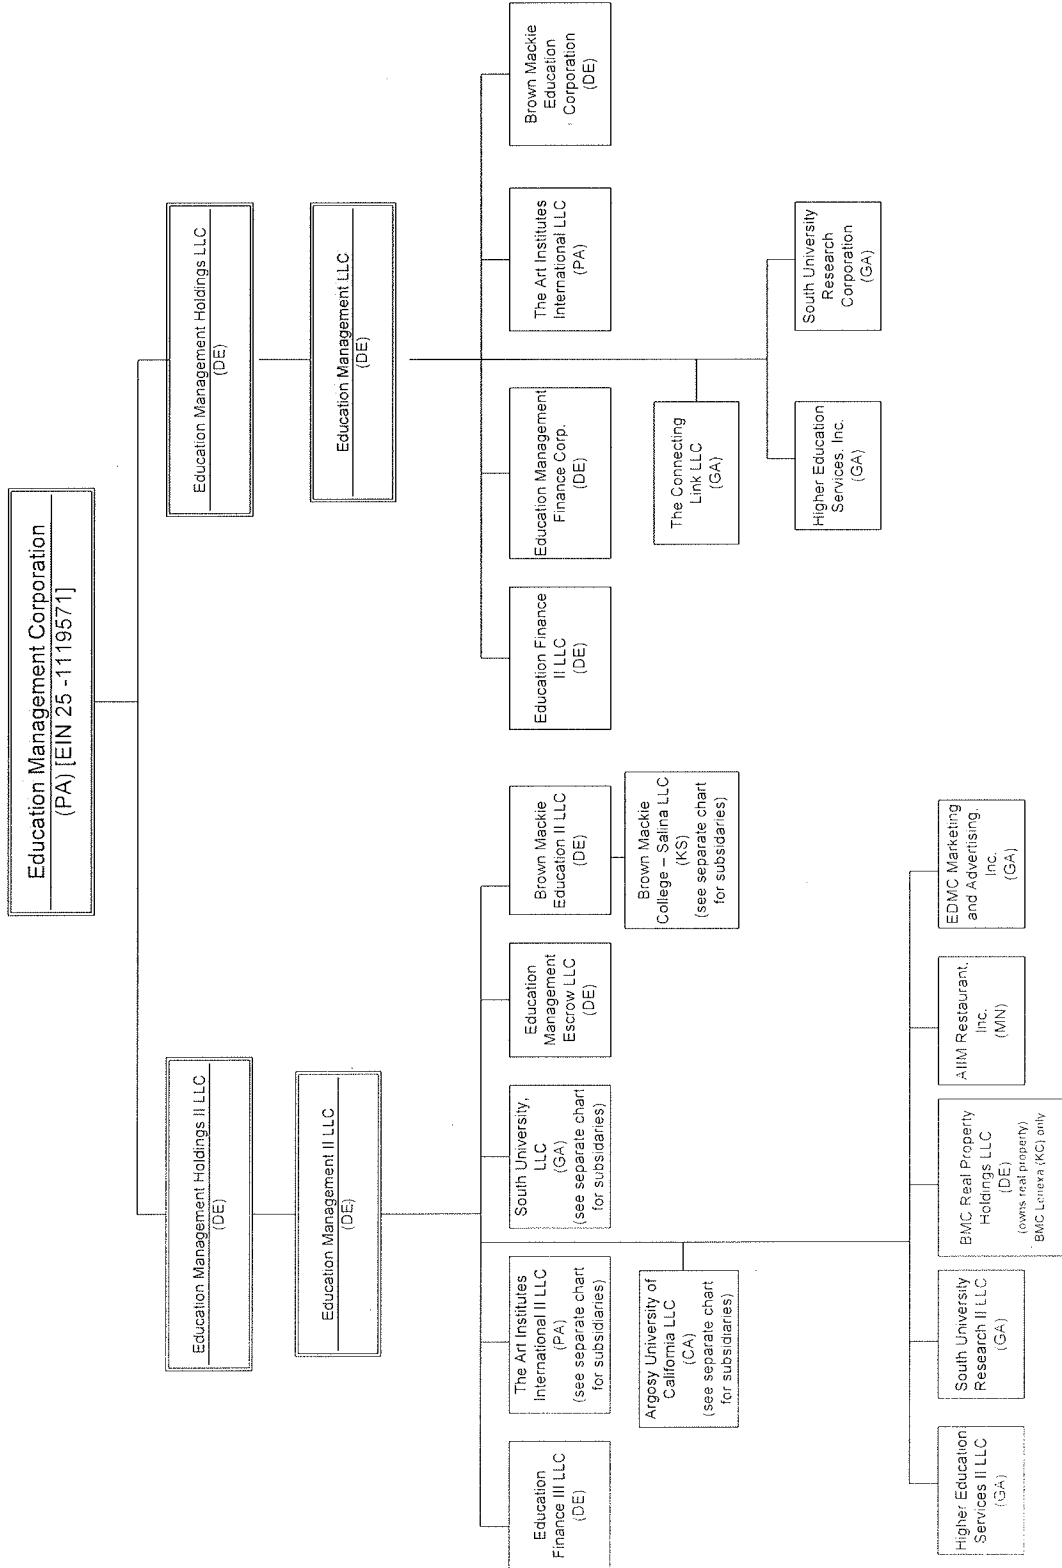 Education Management Corporation
(PA) [EIN 25 -1119571]
Education Management Holdings II LLC
(DE)
Education Management Holdings LLC
(DE)
Education Management II LLC
(DE)
Education Management LLC
(DE)
Education
Finance III LLC
(DE)
The Art Institutes
International II LLC
(PA)
(see separate chart
for subsidiaries)
South University,
LLC
(GA)
(see separate chart
for subsidiaries)
Education
Management
Escrow LLC
(DE)
Brown Mackie
Education II LLC
(DE)
Education Finance
II LLC
(DE)
Education Management
Finance Corp.
(DE)
The Art Institutes
International LLC
(PA)
Brown Mackie
Education
Corporation
(DE)
Argosy University of
California LLC
(CA)
(see separate chart
for subsidiaries)
Brown Mackie
College – Salina LLC
(KS)
(see separate chart
for subsidaries)
The Connecting
Link LLC
(GA)
Higher Education
Services, Inc.
(GA)
South University
Research
Corporation
(GA)
Higher Education
Services II LLC
(GA)
South University
Research II LLC
(GA)
BMC Real Property
Holdings LLC
(DE)
(owns real property)
BMC Lenexa (KC) only
AIIM Restaurant,
Inc.
(MN)
EDMC Marketing
and Advertising,
Inc.
(GA)